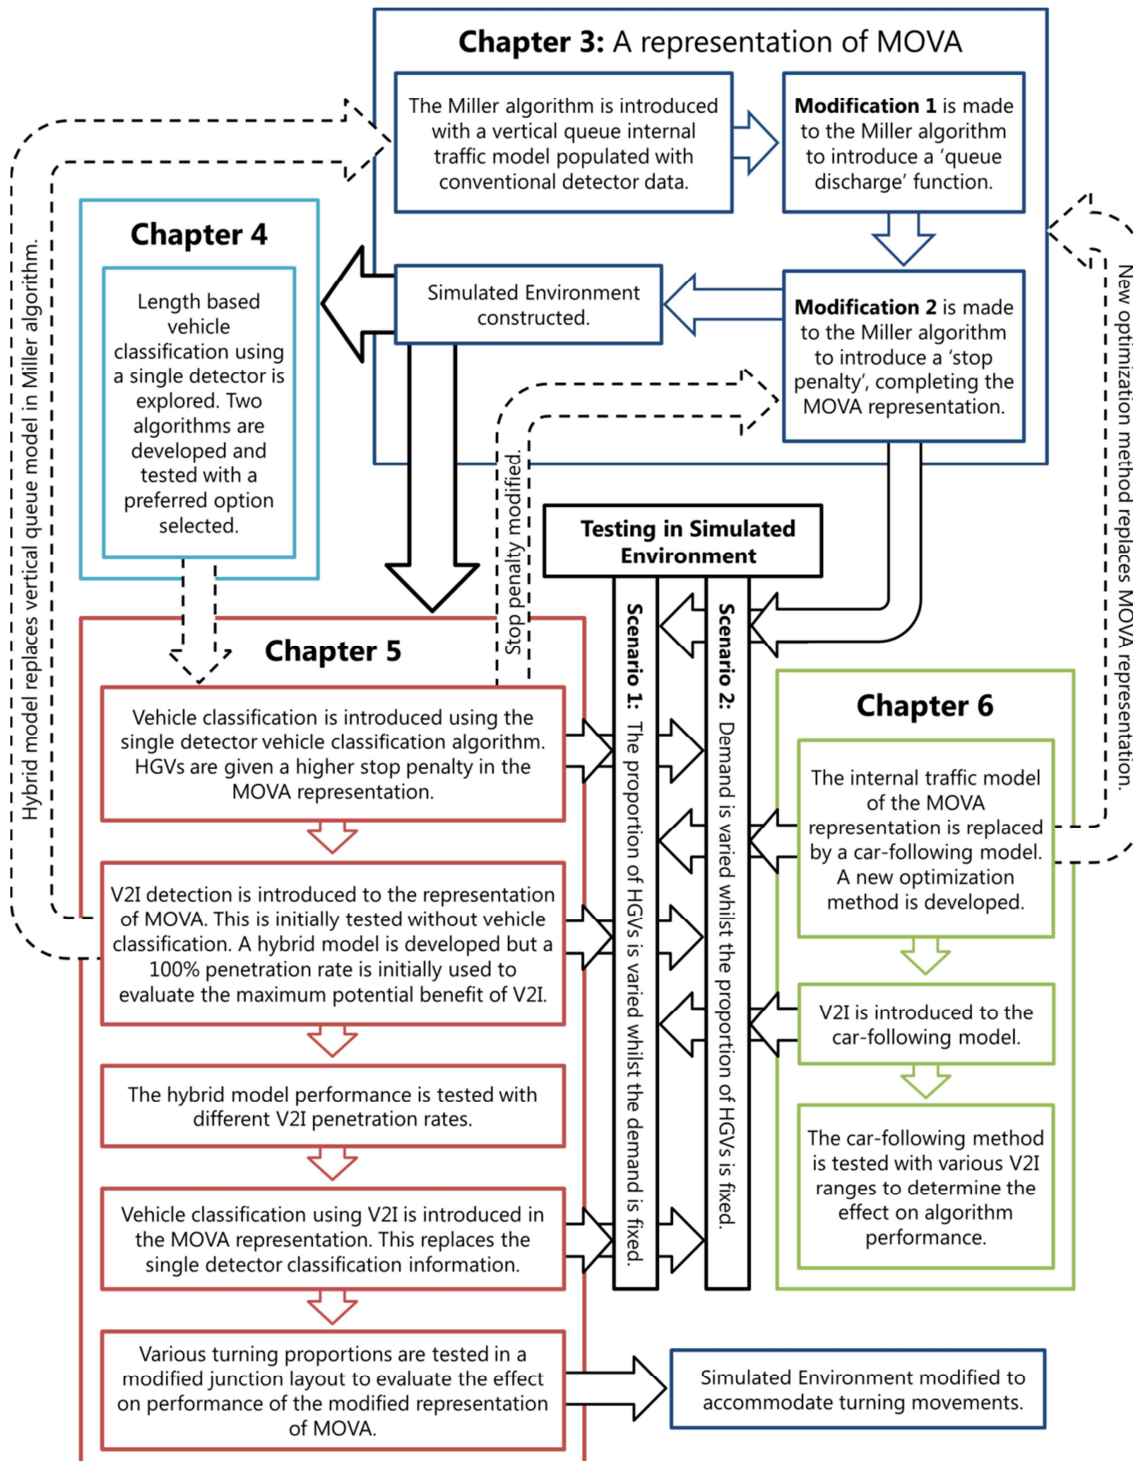 Chapter 3: A representation of MOVA
The Miller algorithm is introduced
with a vertical queue internal
traffic model populated with
conventional detector data.
Modification 1 is made
to the Miller algorithm
to introduce a ‘queue
discharge’ function.
Modification 2 is made
to the Miller algorithm
to introduce a ‘stop
penalty’, completing the
MOVA representation.
Simulated Environment
constructed.
Chapter 4
Length based
vehicle
classification using
a single detector is
explored. Two
algorithms are
developed and
tested with a
preferred option
selected.
Hybrid model replaces vertical queue model in Miller algorithm.
Stop penalty modified.
New optimization method replaces MOVA representation.
Testing in Simulated
Environment
Scenario 1: The proportion of HGVs is varied whilst the demand is fixed.
Scenario 2: Demand is varied whilst the proportion of HGVs is fixed.
Chapter 5
Vehicle classification is introduced using the
single detector vehicle classification algorithm.
HGVs are given a higher stop penalty in the
MOVA representation.
V2I detection is introduced to the representation
of MOVA. This is initially tested without vehicle
classification. A hybrid model is developed but a
100% penetration rate is initially used to
evaluate the maximum potential benefit of V2I.
The hybrid model performance is tested with
different V2I penetration rates.
Vehicle classification using V2I is introduced in
the MOVA representation. This replaces the
single detector classification information.
Various turning proportions are tested in a
modified junction layout to evaluate the effect
on performance of the modified representation
of MOVA.
Chapter 6
The internal traffic model
of the MOVA
representation is replaced
by a car-following model.
A new optimization
method is developed.
V2I is introduced to the
car-following model.
The car-following method
is tested with various V2I
ranges to determine the
effect on algorithm
performance.
Simulated Environment modified to
accommodate turning movements.